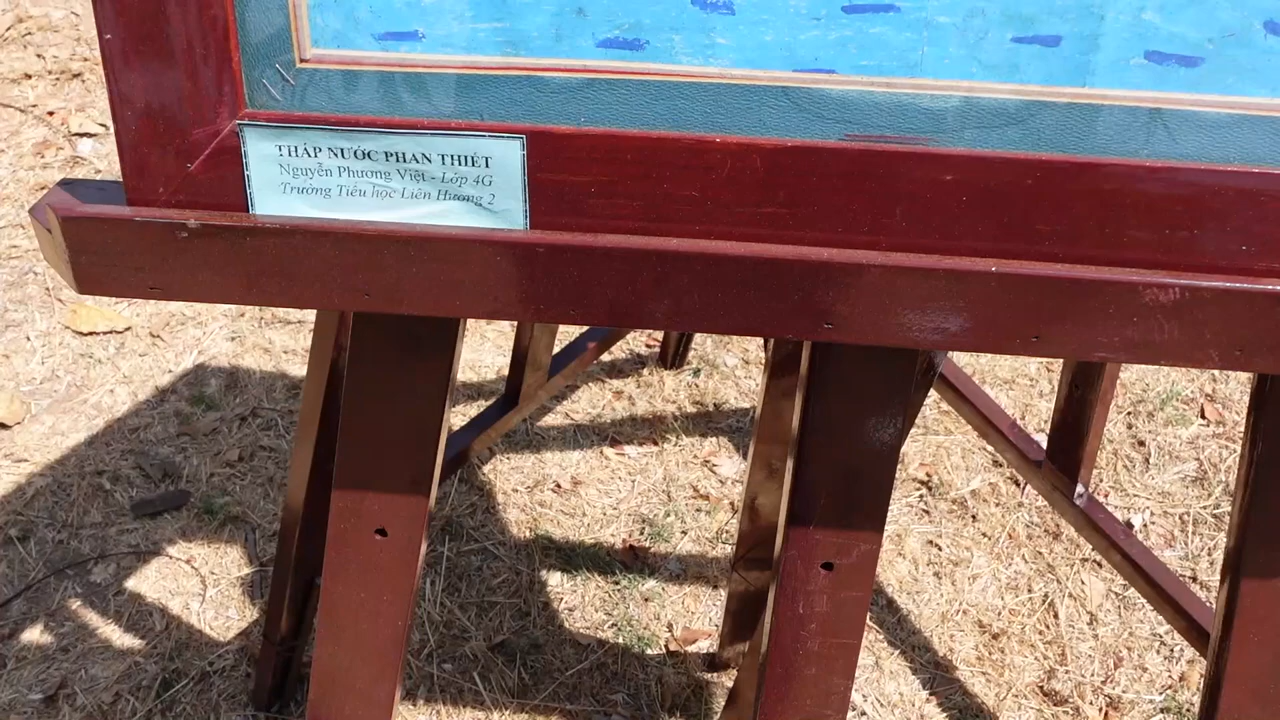 THÁP NƯỚC PHAN THIẾT
Nguyễn Phương Việt - Lớp 4G
Trường Tiểu học Liên Hương 2